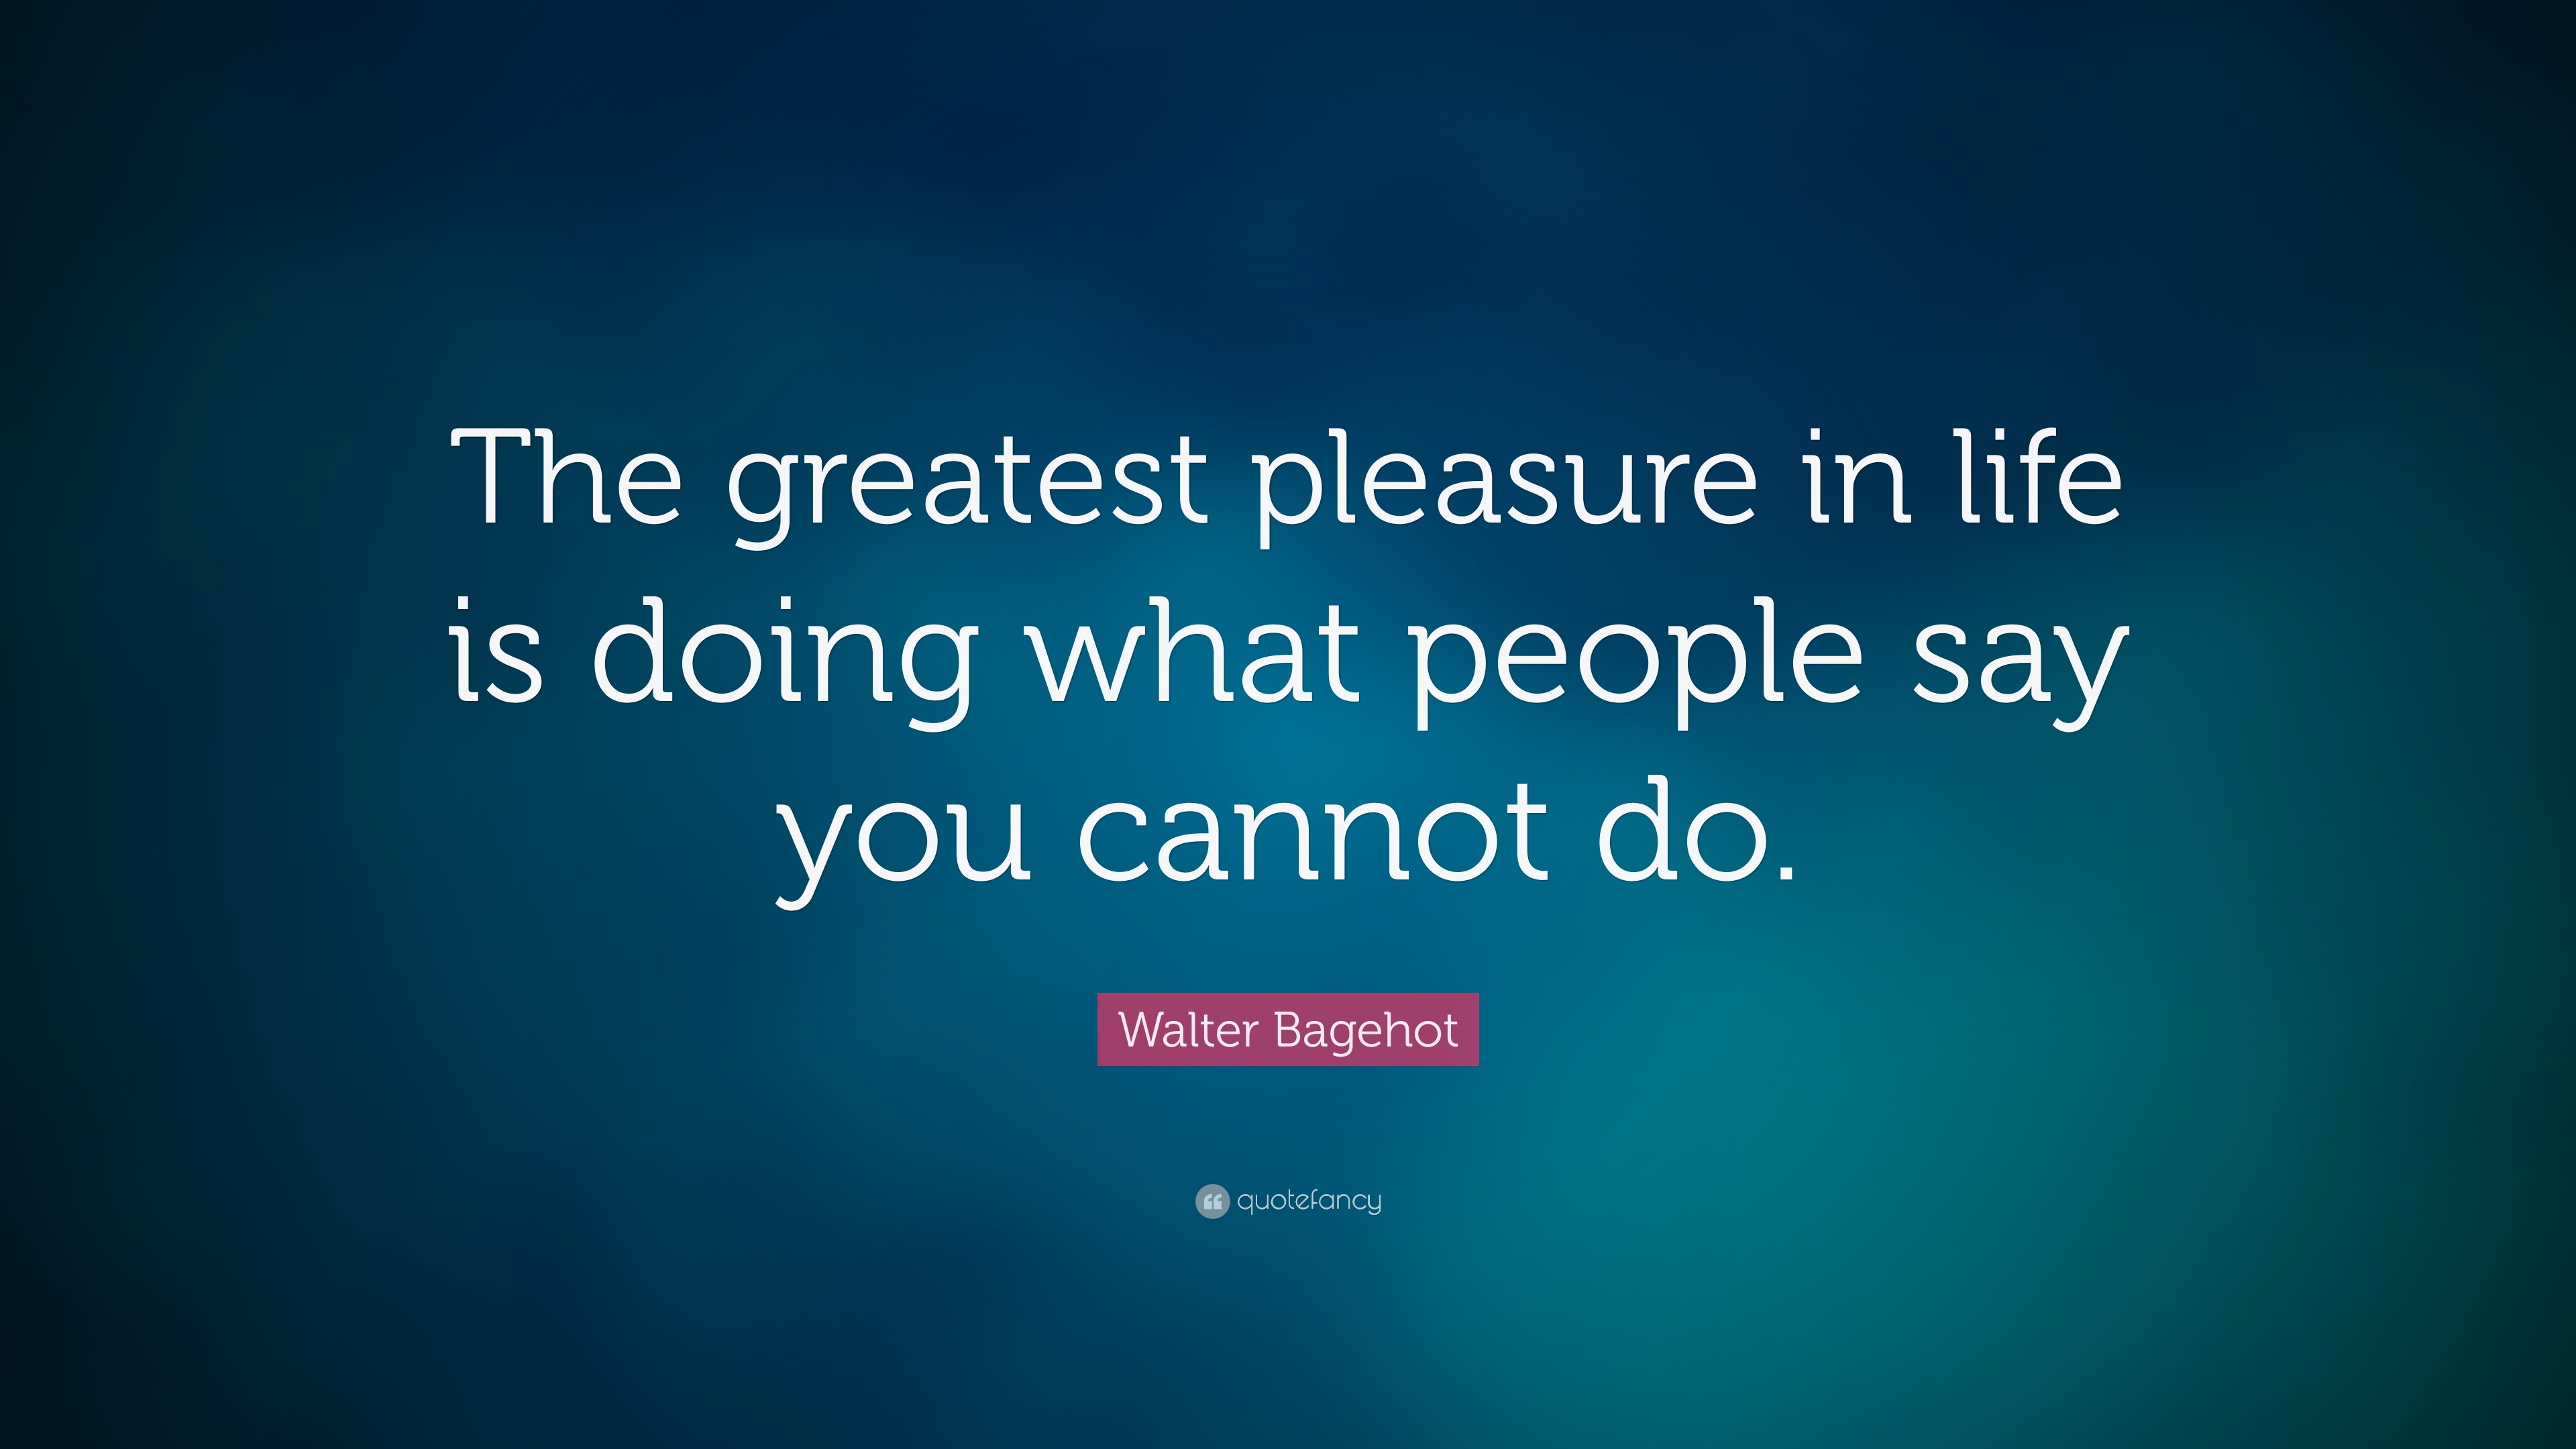 The greatest pleasure in life
is doing what people say
you cannot do.
Walter Bagehot
quotefancy